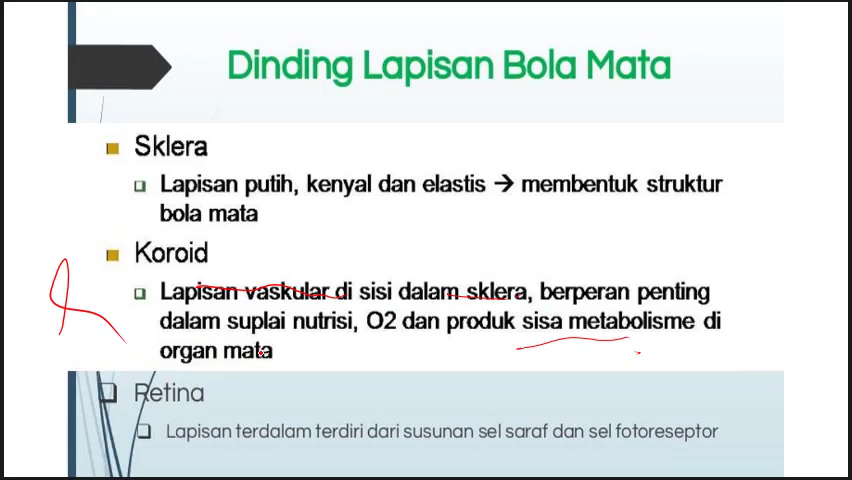 Dinding Lapisan Bola Mata
Sklera
Lapisan putih, kenyal dan elastis → membentuk struktur
bola mata
Koroid
Lapisan vaskular di sisi dalam sklera, berperan penting
dalam suplai nutrisi, O2 dan produk sisa metabolisme di
organ mata
Retina
Lapisan terdalam terdiri dari susunan sel saraf dan sel fotoreseptor